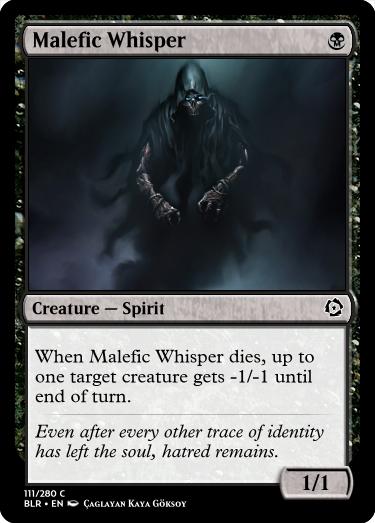 Malefic Whisper
Creature — Spirit
When Malefic Whisper dies, up to
one target creature gets -1/-1 until
end of turn.
Even after every other trace of identity
has left the soul, hatred remains.
1/1
111/280 C
BLR • EN Çaglayan Kaya Göksoy